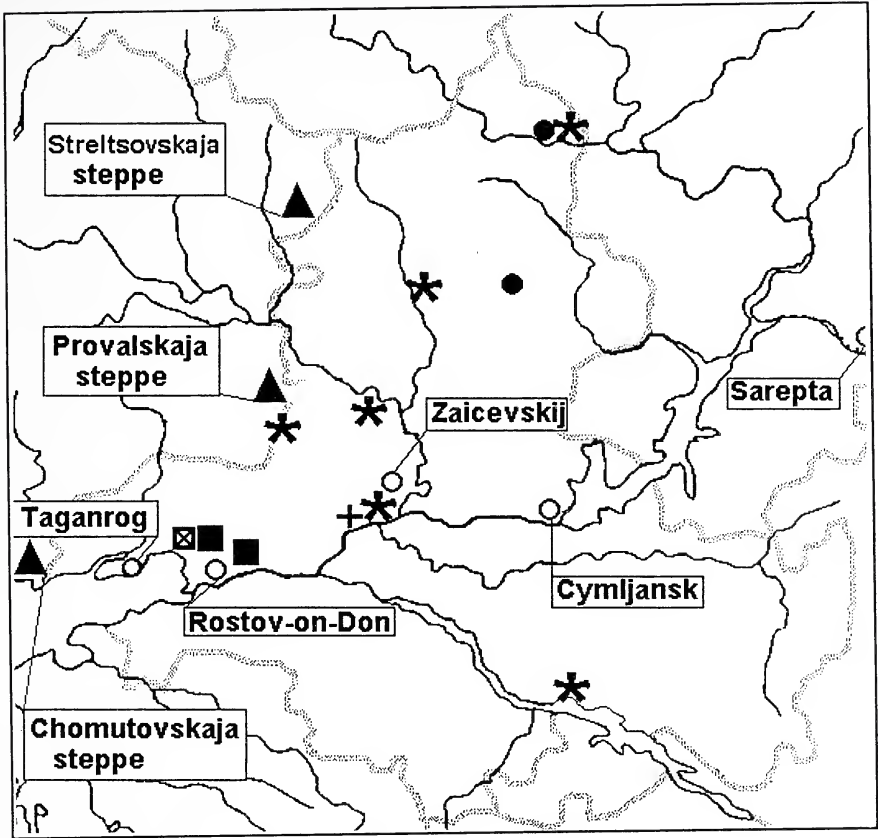 Streltsovskaja
steppe
Provalskaja
steppe
Sarepta
Zaicevskij
Taganrog
Cymljansk
Rostov-on-Don
Chomutovskaja
steppe